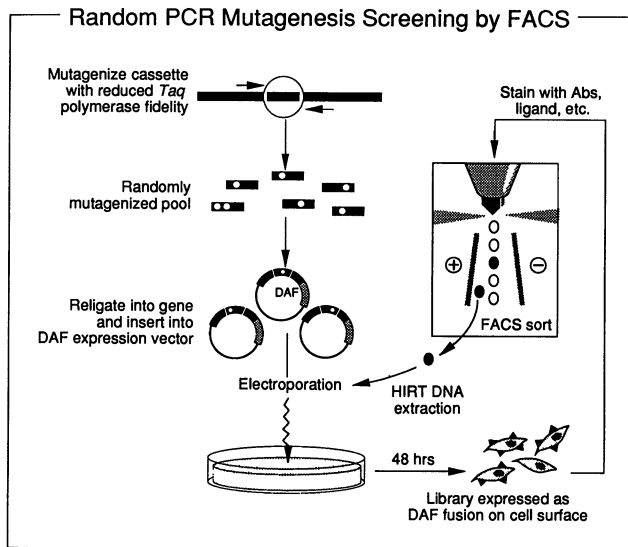 Random PCR Mutagenesis Screening by FACS
Mutagenize cassette
with reduced Taq
polymerase fidelity
Stain with Abs,
ligand, etc.
Randomly
mutagenized pool
DAF
+
−
FACS sort
Religate into gene
and insert into
DAF expression vector
Electroporation
HIRT DNA
extraction
48 hrs
Library expressed as
DAF fusion on cell surface